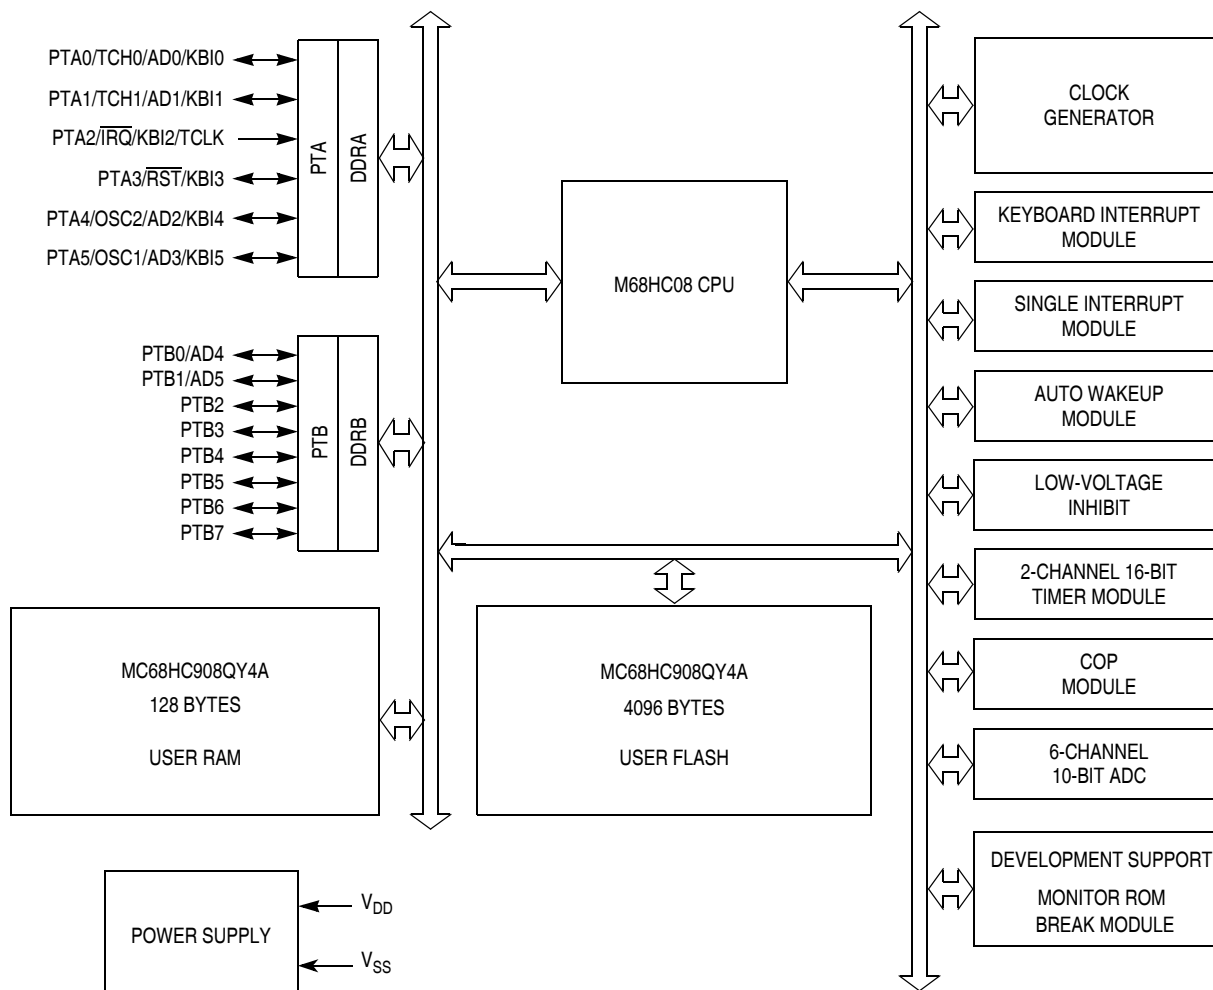 PTA0/TCH0/AD0/KBI0
PTA1/TCH1/AD1/KBI1
PTA2/I̅R̅Q̅/KBI2/TCLK
PTA3/R̅S̅T̅/KBI3
PTA4/OSC2/AD2/KBI4
PTA5/OSC1/AD3/KBI5
PTA
DDRA
PTB0/AD4
PTB1/AD5
PTB2
PTB3
PTB4
PTB5
PTB6
PTB7
PTB
DDRB
M68HC08 CPU
MC68HC908QY4A
128 BYTES
USER RAM
MC68HC908QY4A
4096 BYTES
USER FLASH
POWER SUPPLY
VDD
VSS
CLOCK
GENERATOR
KEYBOARD INTERRUPT
MODULE
SINGLE INTERRUPT
MODULE
AUTO WAKEUP
MODULE
LOW-VOLTAGE
INHIBIT
2-CHANNEL 16-BIT
TIMER MODULE
COP
MODULE
6-CHANNEL
10-BIT ADC
DEVELOPMENT SUPPORT
MONITOR ROM
BREAK MODULE